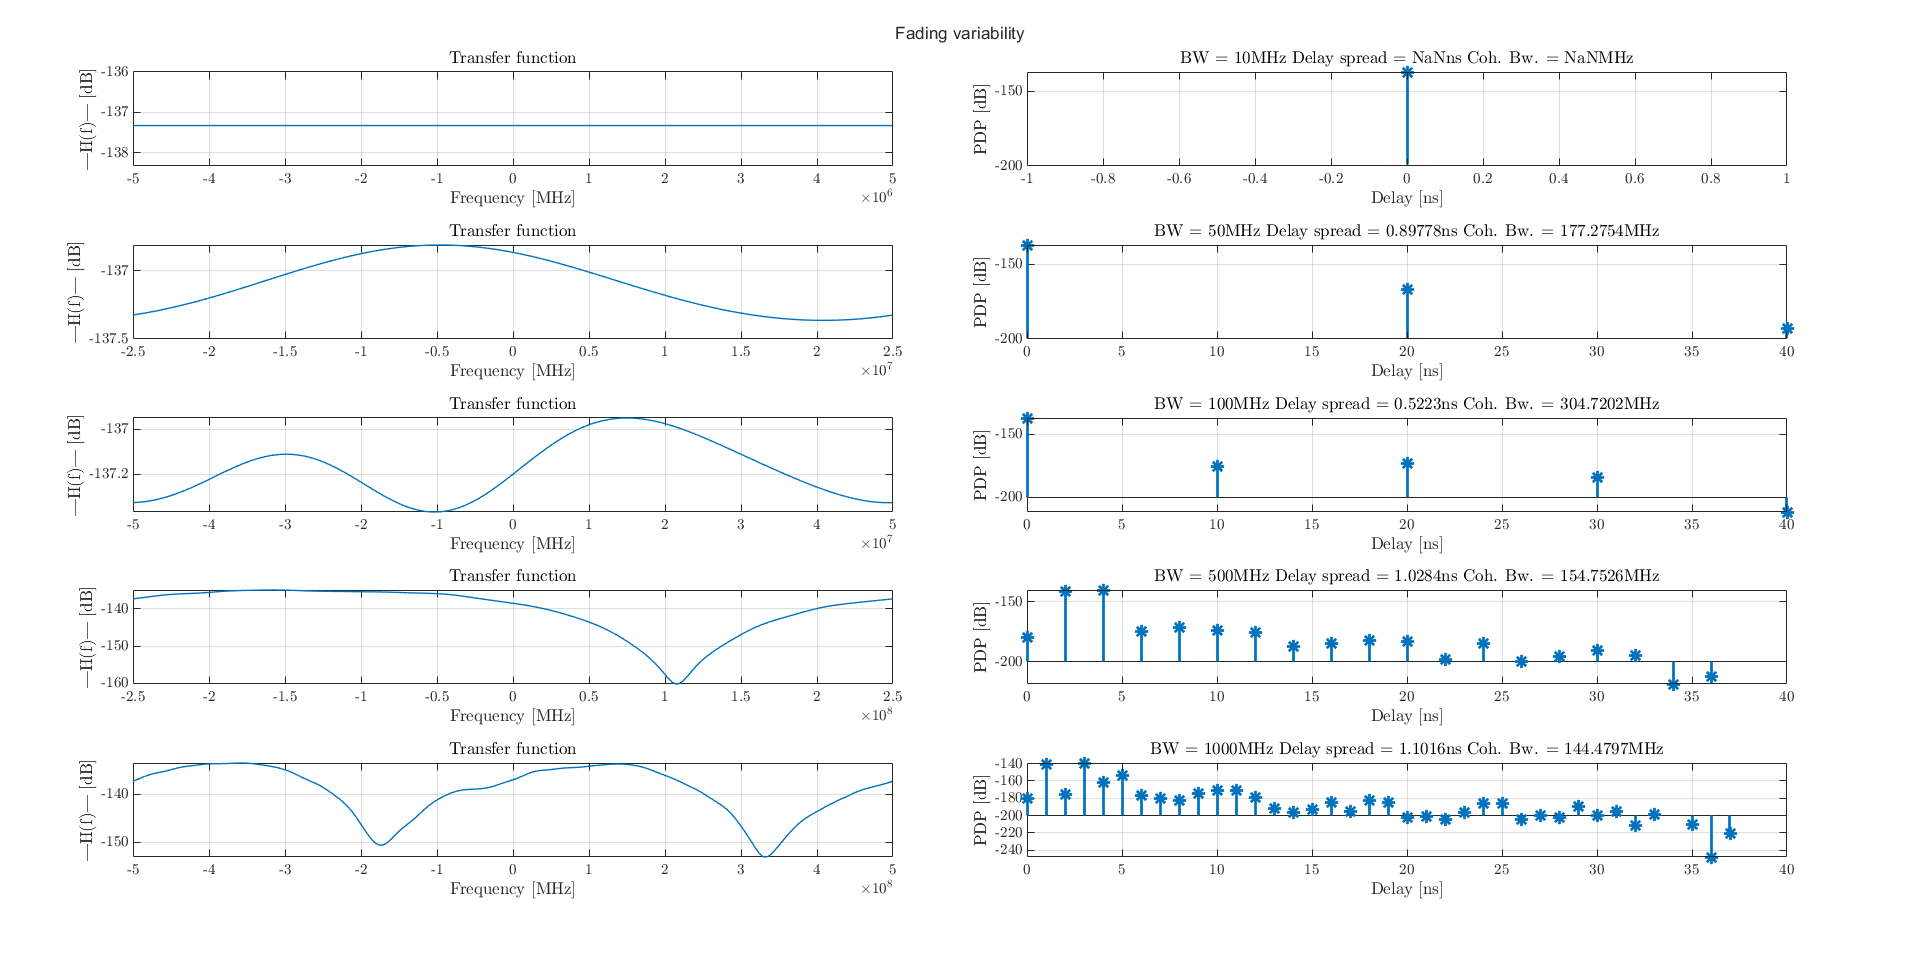 Fading variability
Transfer function
—H(f)— [dB]
-136
-137
-138
-5 -4 -3 -2 -1 0 1 2 3 4 5
Frequency [MHz]
×10⁶
BW = 10MHz Delay spread = NaNns Coh. Bw. = NaNMHz
PDP [dB]
-150
-200
-1 -0.8 -0.6 -0.4 -0.2 0 0.2 0.4 0.6 0.8 1
Delay [ns]
Transfer function
—H(f)— [dB]
-137
-137.5
-2.5 -2 -1.5 -1 -0.5 0 0.5 1 1.5 2 2.5
Frequency [MHz]
×10⁷
BW = 50MHz Delay spread = 0.89778ns Coh. Bw. = 177.2754MHz
PDP [dB]
-150
-200
0 5 10 15 20 25 30 35 40
Delay [ns]
Transfer function
—H(f)— [dB]
-137
-137.2
-5 -4 -3 -2 -1 0 1 2 3 4 5
Frequency [MHz]
×10⁷
BW = 100MHz Delay spread = 0.5223ns Coh. Bw. = 304.7202MHz
PDP [dB]
-150
-200
0 5 10 15 20 25 30 35 40
Delay [ns]
Transfer function
—H(f)— [dB]
-140
-150
-160
-2.5 -2 -1.5 -1 -0.5 0 0.5 1 1.5 2 2.5
Frequency [MHz]
×10⁸
BW = 500MHz Delay spread = 1.0284ns Coh. Bw. = 154.7526MHz
PDP [dB]
-150
-200
0 5 10 15 20 25 30 35 40
Delay [ns]
Transfer function
—H(f)— [dB]
-140
-150
-5 -4 -3 -2 -1 0 1 2 3 4 5
Frequency [MHz]
×10⁸
BW = 1000MHz Delay spread = 1.1016ns Coh. Bw. = 144.4797MHz
PDP [dB]
-140
-160
-180
-200
-220
-240
0 5 10 15 20 25 30 35 40
Delay [ns]